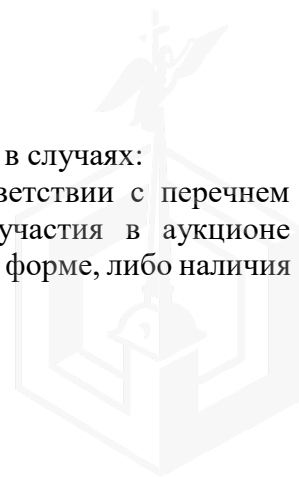 в случаях:
ветствии с перечнем
участия в аукционе
форме, либо наличия